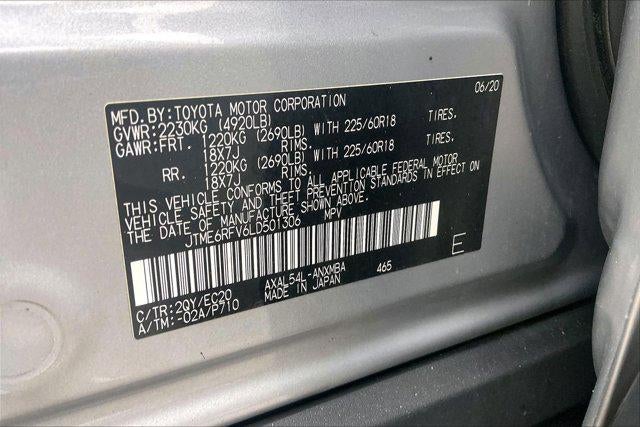 MFD.BY:TOYOTA MOTOR CORPORATION 06/20
GVWR:2230KG (4920LB)
GAWR:FRT. 1220KG (2690LB) WITH 225/60R18 TIRES.
18X7J RIMS.
RR. 1220KG (2690LB) WITH 225/60R18 TIRES.
18X7J RIMS.
THIS VEHICLE CONFORMS TO ALL APPLICABLE FEDERAL MOTOR
VEHICLE SAFETY AND THEFT PREVENTION STANDARDS IN EFFECT ON
THE DATE OF MANUFACTURE SHOWN ABOVE.
JTME6RFV6LD501306 MPV
E
C/TR:2QY/EC20 AXAL54L-ANXMBA 465
A/TM:-02A/P710 MADE IN JAPAN